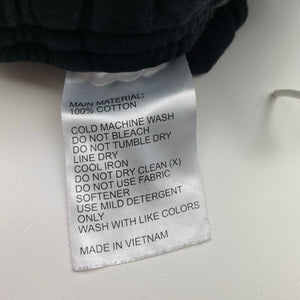 MAIN MATERIAL:
100% COTTON
COLD MACHINE WASH
DO NOT BLEACH
DO NOT TUMBLE DRY
LINE DRY
COOL IRON
DO NOT DRY CLEAN (X)
DO NOT USE FABRIC
SOFTENER
USE MILD DETERGENT
ONLY
WASH WITH LIKE COLORS
MADE IN VIETNAM